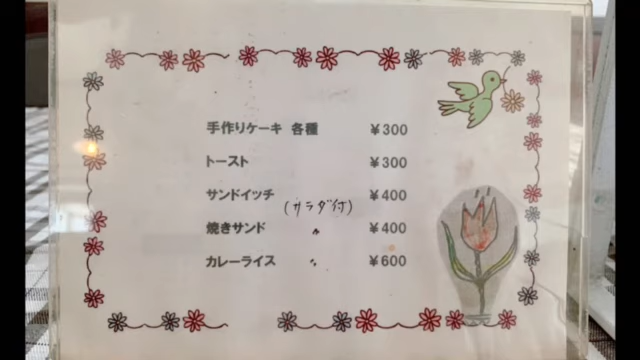 手作りケーキ 各種 ¥300
トースト ¥300
サンドイッチ ¥400
(サラダ付)
焼きサンド 〃 ¥400
カレーライス 〃 ¥600